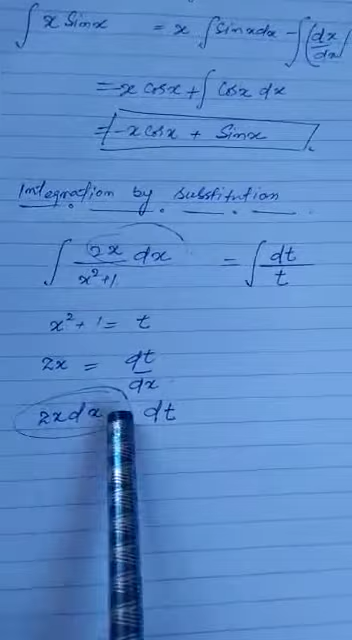 ∫ x Sinx = x ∫ Sinx dx - ∫(dx/dx)
= -x Cosx + ∫ Cosx dx
= -x cosx + Sinx
Integration by substitution
∫ 2x dx / x²+1 = ∫ dt / t
x² + 1 = t
2x = dt / dx
2x dx dt